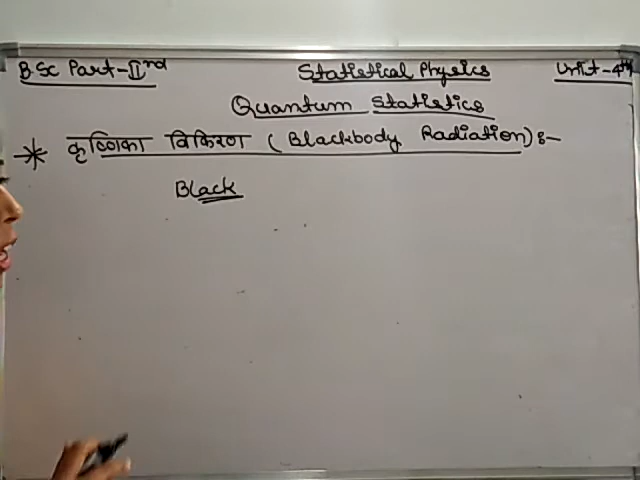 B.Sc Part-IInd Statistical Physics Unit-4th
Quantum Statistics
* कृष्णिका विकिरण (Blackbody Radiation):-
Black